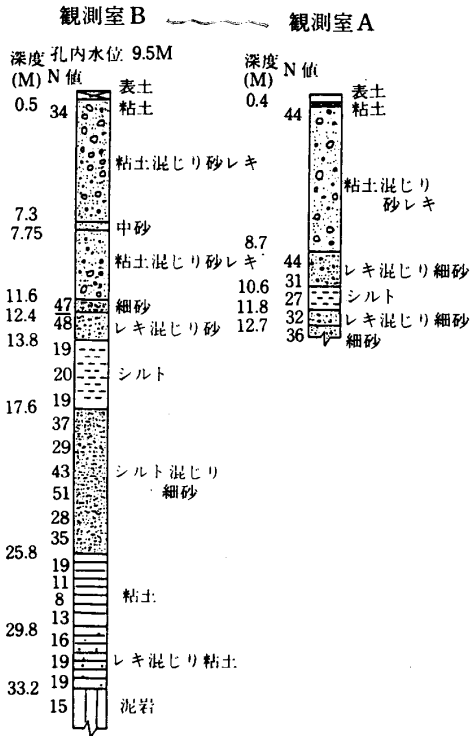 観測室B
観測室A
深度 孔内水位 9.5M
(M) N値
表土
0.5
34
粘土
粘土混じり砂レキ
7.3
中砂
7.75
粘土混じり砂レキ
11.6
47
細砂
12.4
48
レキ混じり砂
13.8
19
20
シルト
19
17.6
37
29
43
シルト混じり
細砂
51
28
35
25.8
19
11
8
粘土
13
29.8
16
19
レキ混じり粘土
19
33.2
15
泥岩
深度
(M)
N値
表土
0.4
粘土
44
粘土混じり
砂レキ
8.7
44
レキ混じり細砂
10.6
31
27
シルト
11.8
32
レキ混じり細砂
12.7
36
細砂